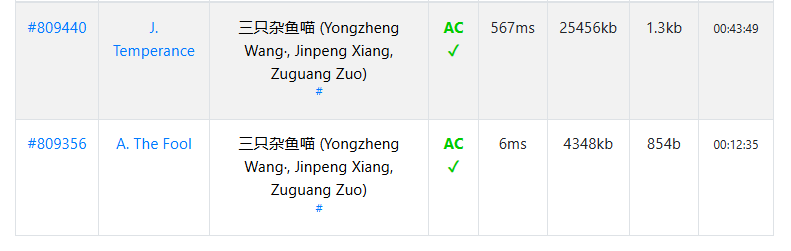 #809440 J. Temperance 三只杂鱼喵 (Yongzheng Wang·, Jinpeng Xiang, Zuguang Zuo) # AC ✓ 567ms 25456kb 1.3kb 00:43:49
#809356 A. The Fool 三只杂鱼喵 (Yongzheng Wang·, Jinpeng Xiang, Zuguang Zuo) # AC ✓ 6ms 4348kb 854b 00:12:35